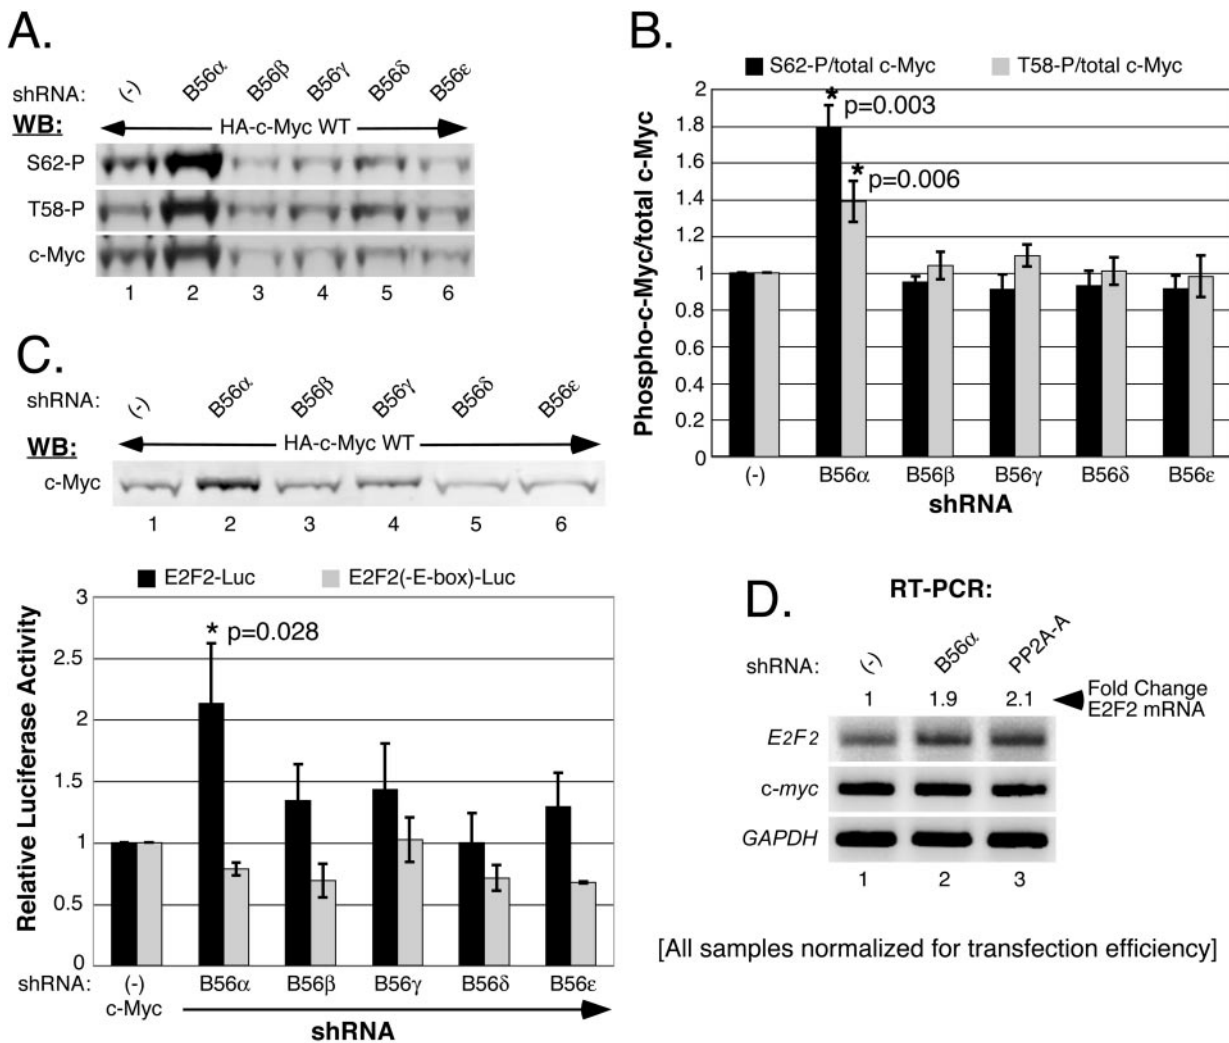 A.
shRNA: (-) B56α B56β B56γ B56δ B56ε
WB: HA-c-Myc WT
S62-P
T58-P
c-Myc
1 2 3 4 5 6
B.
S62-P/total c-Myc T58-P/total c-Myc
Phospho-c-Myc/total c-Myc
2
1.8
1.6
1.4
1.2
1
0.8
0.6
0.4
0.2
0
* p=0.003
* p=0.006
(-) B56α B56β B56γ B56δ B56ε
shRNA
C.
shRNA: (-) B56α B56β B56γ B56δ B56ε
WB: HA-c-Myc WT
c-Myc
1 2 3 4 5 6
E2F2-Luc E2F2(-E-box)-Luc
Relative Luciferase Activity
3
2.5
2
1.5
1
0.5
0
* p=0.028
shRNA: (-) B56α B56β B56γ B56δ B56ε
c-Myc
shRNA
D.
RT-PCR:
shRNA: (-) B56α PP2A-A
1 1.9 2.1 Fold Change
E2F2 mRNA
E2F2
c-myc
GAPDH
1 2 3
[All samples normalized for transfection efficiency]